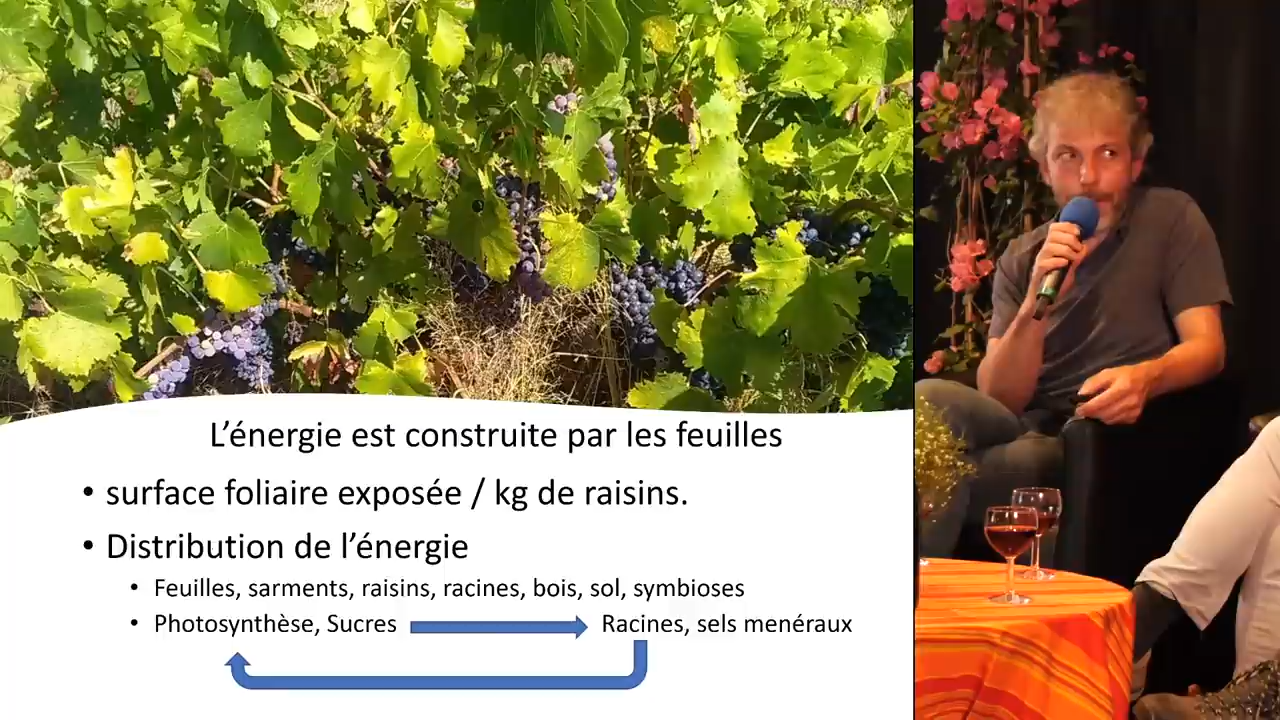 L’énergie est construite par les feuilles
• surface foliaire exposée / kg de raisins.
• Distribution de l’énergie
• Feuilles, sarments, raisins, racines, bois, sol, symbioses
• Photosynthèse, Sucres Racines, sels menéraux